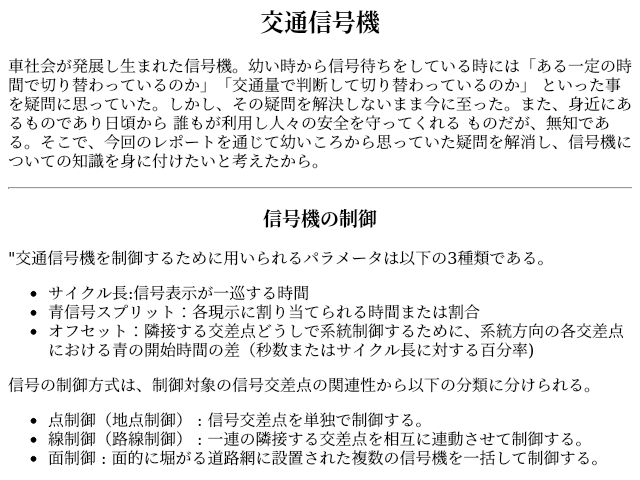 交通信号機
車社会が発展し生まれた信号機。幼い時から信号待ちをしている時には「ある一定の時
間で切り替わっているのか」「交通量で判断して切り替わっているのか」 といった事
を疑問に思っていた。しかし、その疑問を解決しないまま今に至った。また、身近にあ
るものであり日頃から 誰もが利用し人々の安全を守ってくれる ものだが、無知であ
る。そこで、今回のレポートを通じて幼いころから思っていた疑問を解消し、信号機に
ついての知識を身に付けたいと考えたから。
信号機の制御
"交通信号機を制御するために用いられるパラメータは以下の3種類である。
• サイクル長:信号表示が一巡する時間
• 青信号スプリット：各現示に割り当てられる時間または割合
• オフセット：隣接する交差点どうしで系統制御するために、系統方向の各交差点
における青の開始時間の差（秒数またはサイクル長に対する百分率)
信号の制御方式は、制御対象の信号交差点の関連性から以下の分類に分けられる。
• 点制御（地点制御）：信号交差点を単独で制御する。
• 線制御（路線制御）：一連の隣接する交差点を相互に連動させて制御する。
• 面制御：面的に堀がる道路網に設置された複数の信号機を一括して制御する。